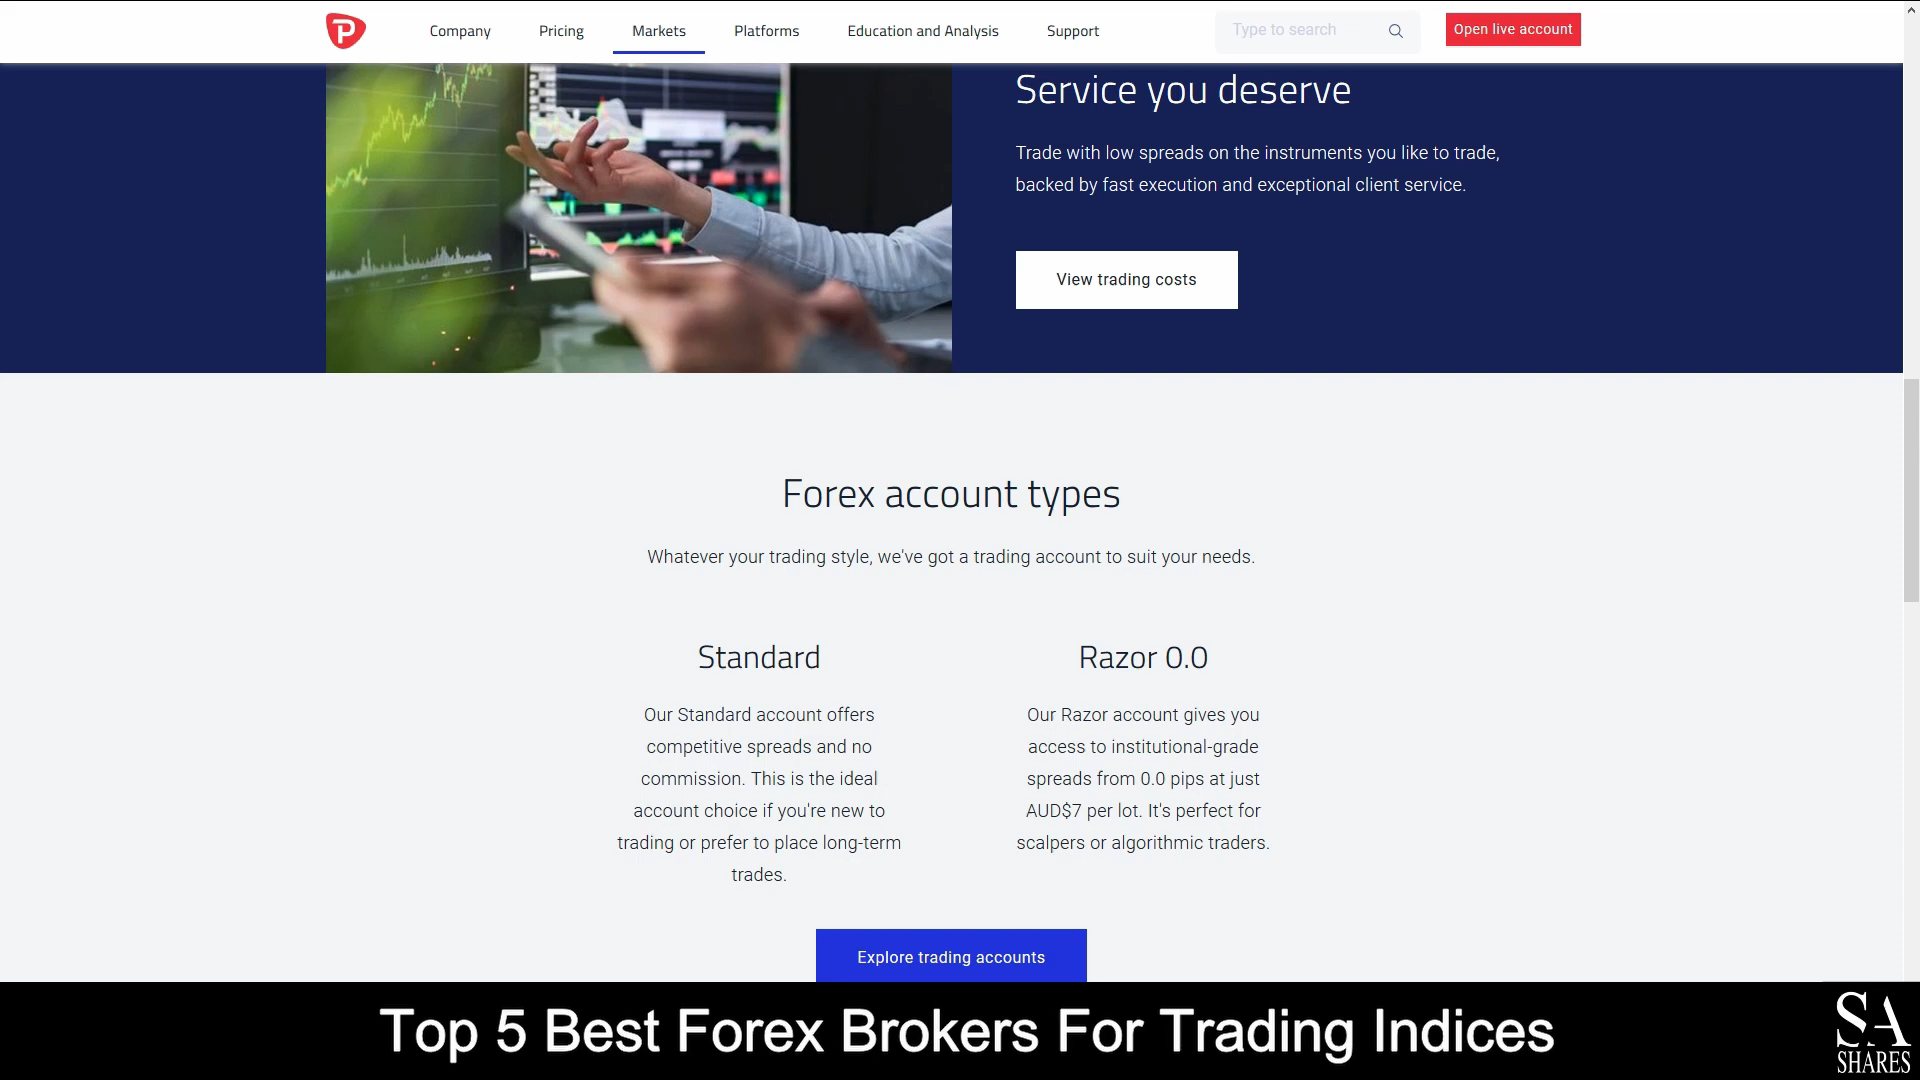 Company
Pricing
Markets
Platforms
Education and Analysis
Support
Type to search
Open live account
Service you deserve
Trade with low spreads on the instruments you like to trade,
backed by fast execution and exceptional client service.
View trading costs
Forex account types
Whatever your trading style, we've got a trading account to suit your needs.
Standard
Our Standard account offers
competitive spreads and no
commission. This is the ideal
account choice if you're new to
trading or prefer to place long-term
trades.
Razor 0.0
Our Razor account gives you
access to institutional-grade
spreads from 0.0 pips at just
AUD$7 per lot. It's perfect for
scalpers or algorithmic traders.
Explore trading accounts
Top 5 Best Forex Brokers For Trading Indices
SA
SHARES